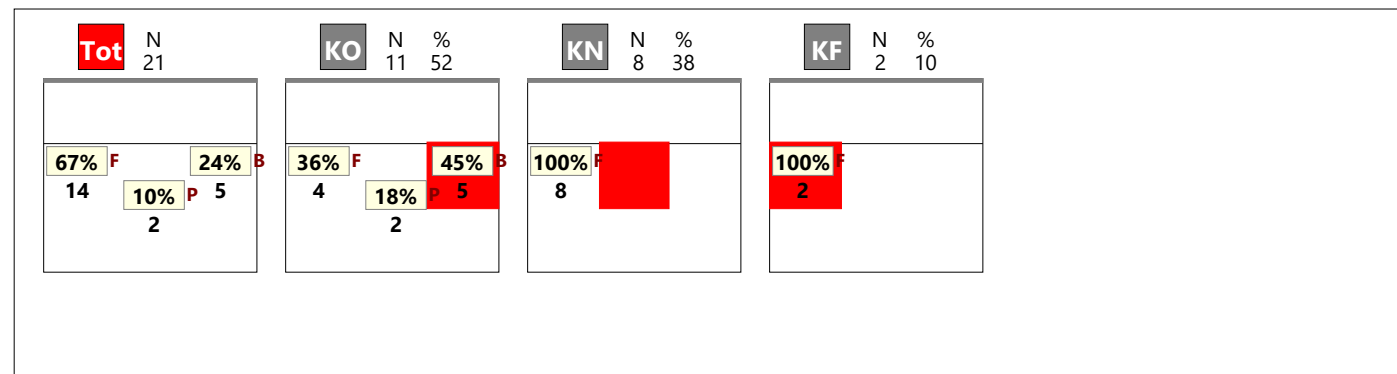 Tot N
21
KO N %
11 52
KN N %
8 38
KF N %
2 10
67% F 24% B
14 10% P 5
2
36% F 45% B
4 18% P 5
2
100% F
8
100% F
2